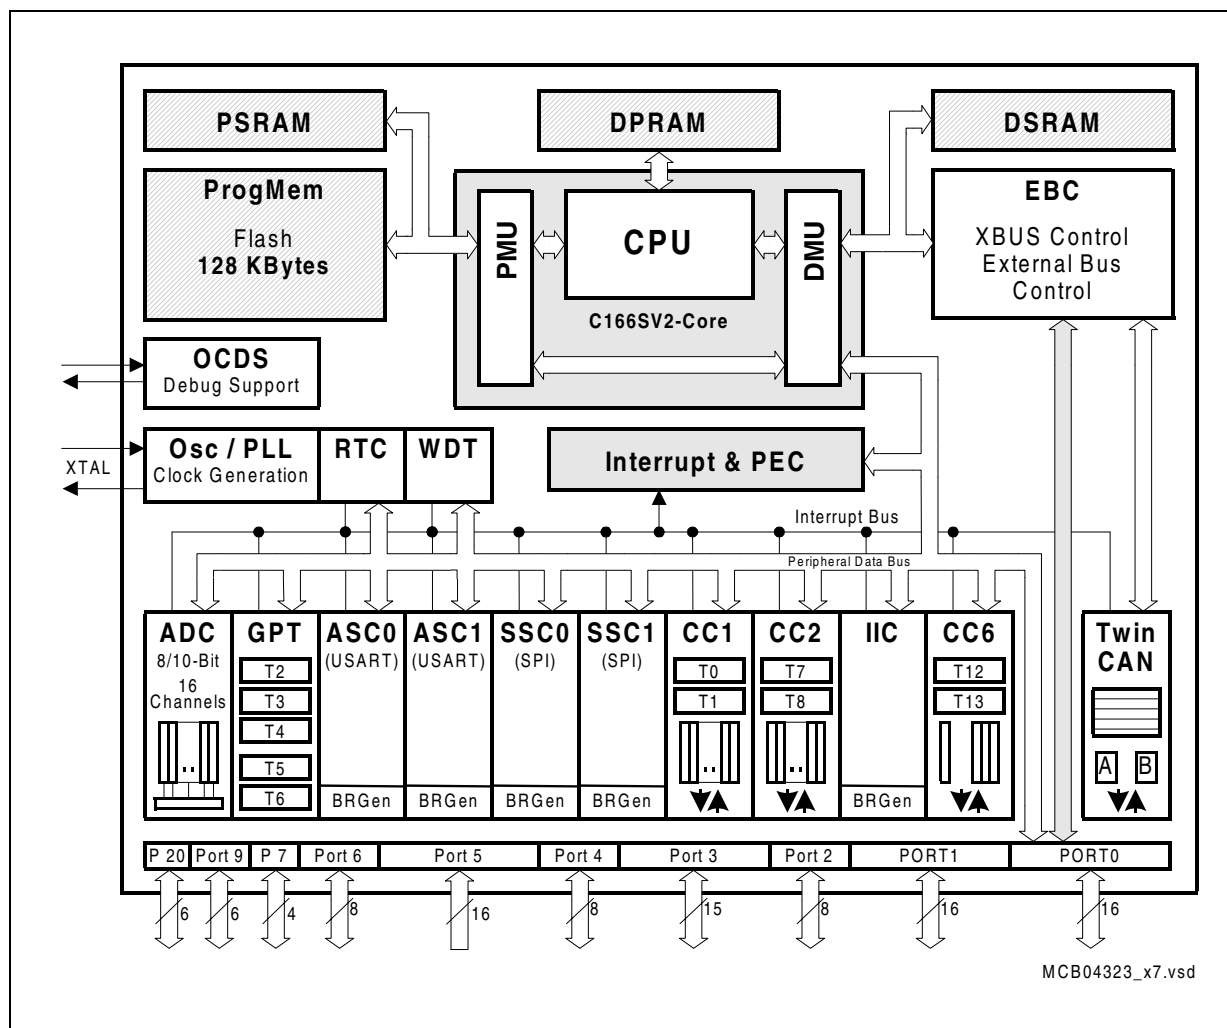 PSRAM
DPRAM
DSRAM
ProgMem
Flash
128 KBytes
PMU
CPU
DMU
C166SV2-Core
EBC
XBUS Control
External Bus
Control
OCDS
Debug Support
XTAL
Osc / PLL
Clock Generation
RTC
WDT
Interrupt & PEC
Interrupt Bus
Peripheral Data Bus
ADC
8/10-Bit
16
Channels
GPT
T2
T3
T4
T5
T6
ASC0
(USART)
BRGen
ASC1
(USART)
BRGen
SSC0
(SPI)
BRGen
SSC1
(SPI)
BRGen
CC1
T0
T1
CC2
T7
T8
IIC
BRGen
CC6
T12
T13
Twin
CAN
A
B
P 20
Port 9
P 7
Port 6
Port 5
Port 4
Port 3
Port 2
PORT1
PORT0
6
6
4
8
16
8
15
8
16
16
MCB04323_x7.vsd